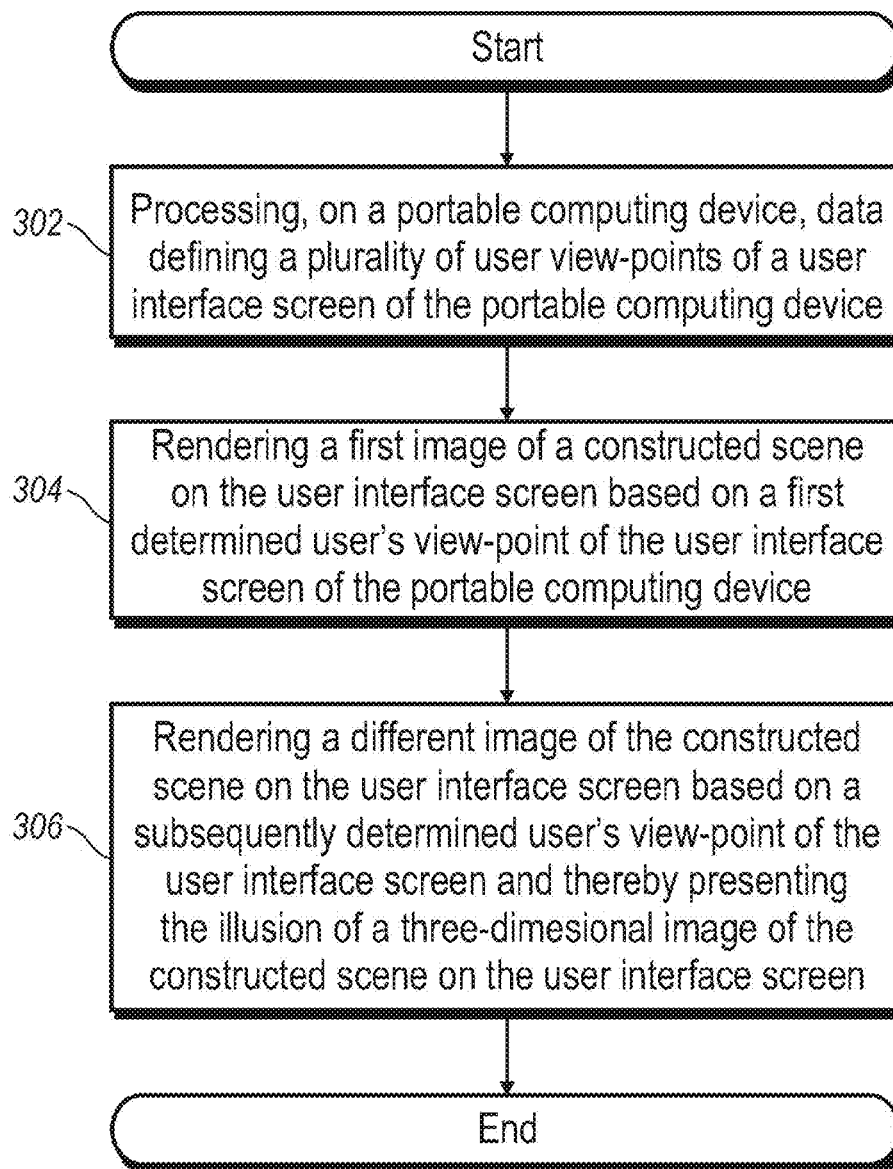 Start
302
Processing, on a portable computing device, data
defining a plurality of user view-points of a user
interface screen of the portable computing device
304
Rendering a first image of a constructed scene
on the user interface screen based on a first
determined user's view-point of the user interface
screen of the portable computing device
306
Rendering a different image of the constructed
scene on the user interface screen based on a
subsequently determined user's view-point of the
user interface screen and thereby presenting
the illusion of a three-dimesional image of the
constructed scene on the user interface screen
End